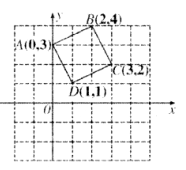 y
B(2,4)
A(0,3)
C(3,2)
D(1,1)
O
x